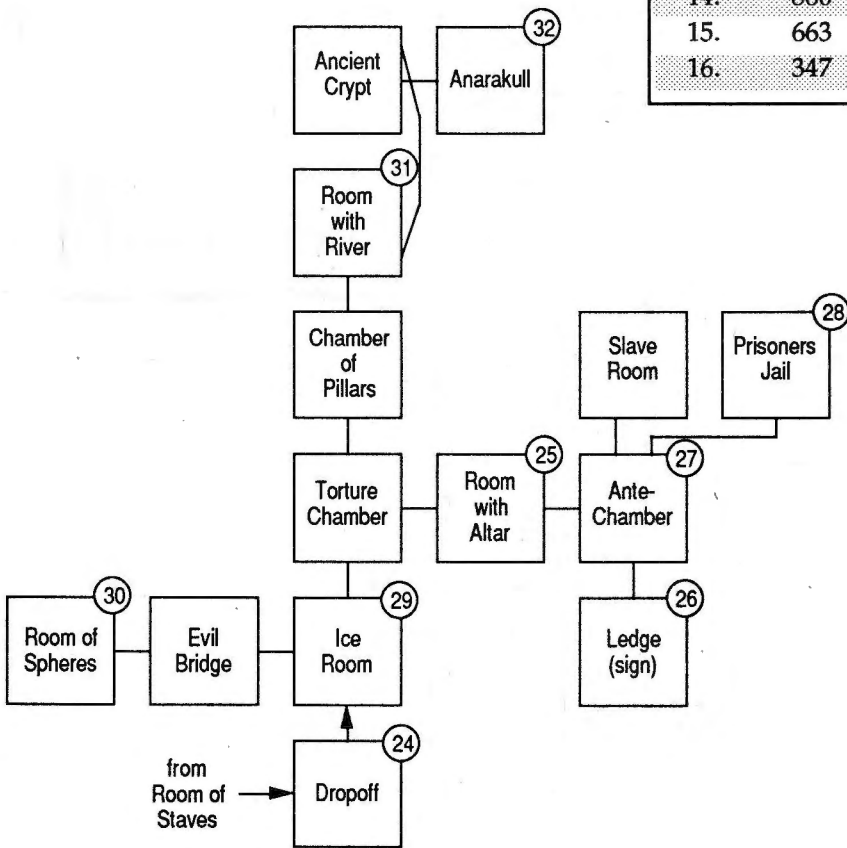 15. 663
16. 347
32
Ancient
Crypt
Anarakull
31
Room
with
River
Chamber
of
Pillars
Slave
Room
28
Prisoners
Jail
Torture
Chamber
25
Room
with
Altar
27
Ante-
Chamber
30
Room of
Spheres
Evil
Bridge
29
Ice
Room
26
Ledge
(sign)
from
Room of
Staves
24
Dropoff